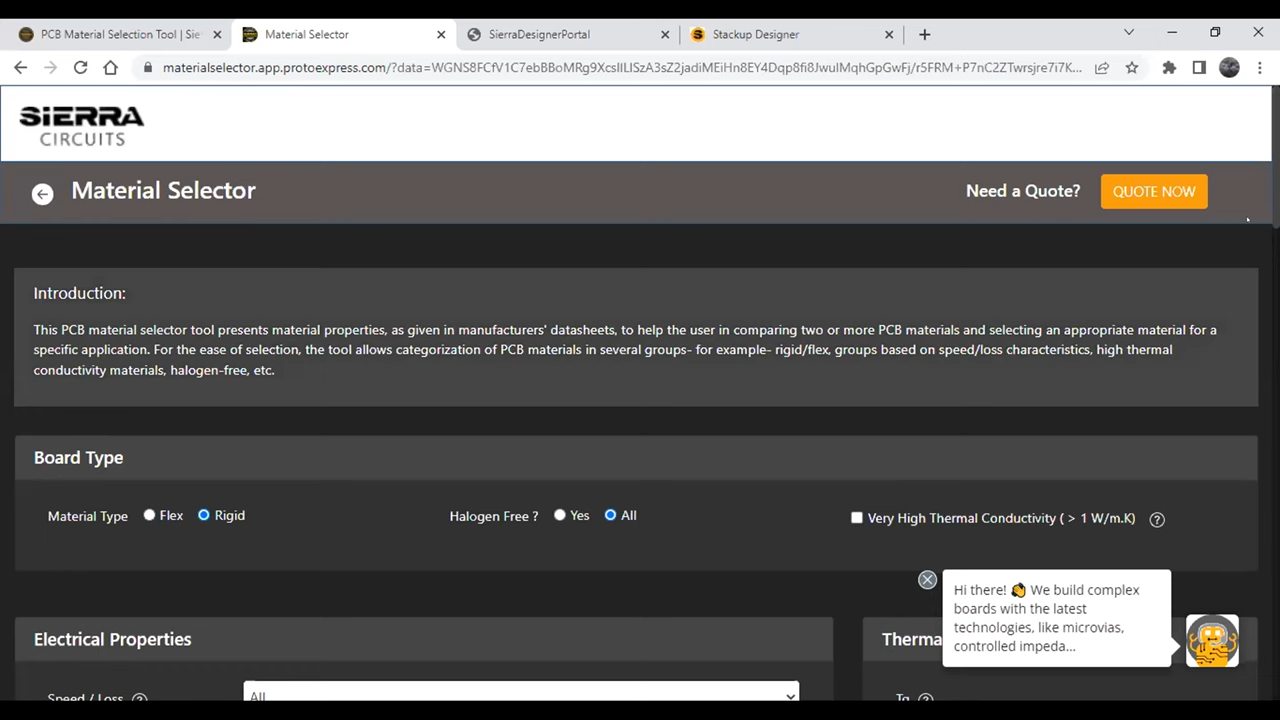 PCB Material Selection Tool | Sie
Material Selector
SierraDesignerPortal
Stackup Designer
materialselector.app.protoexpress.com/?data=
SiERRA
CIRCUITS
Material Selector
Need a Quote?
QUOTE NOW
Introduction:
This PCB material selector tool presents material properties, as given in manufacturers' datasheets, to help the user in comparing two or more PCB materials and selecting an appropriate material for a
specific application. For the ease of selection, the tool allows categorization of PCB materials in several groups- for example- rigid/flex, groups based on speed/loss characteristics, high thermal
conductivity materials, halogen-free, etc.
Board Type
Material Type Flex Rigid
Halogen Free ? Yes All
Very High Thermal Conductivity ( > 1 W/m.K) ?
Hi there! 👋 We build complex
boards with the latest
technologies, like microvias,
controlled impeda...
Electrical Properties
Therma
Speed / Loss ?
All
Tg ?